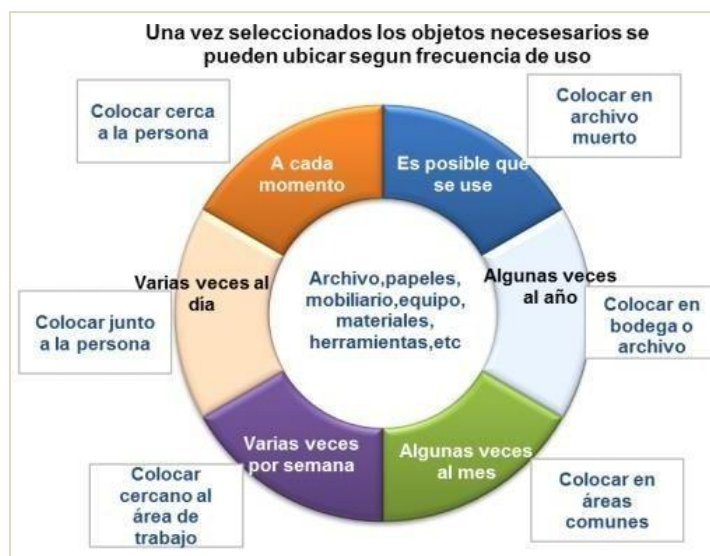 Una vez seleccionados los objetos necesesarios se
pueden ubicar segun frecuencia de uso
Colocar cerca
a la persona
A cada
momento
Es posible que
se use
Colocar en
archivo
muerto
Varias veces al
día
Colocar junto
a la persona
Archivo,papeles,
mobiliario,equipo,
materiales,
herramientas,etc
Algunas veces
al año
Colocar en
bodega o
archivo
Varias veces
por semana
Colocar
cercano al
área de
trabajo
Algunas veces
al mes
Colocar en
áreas
comunes